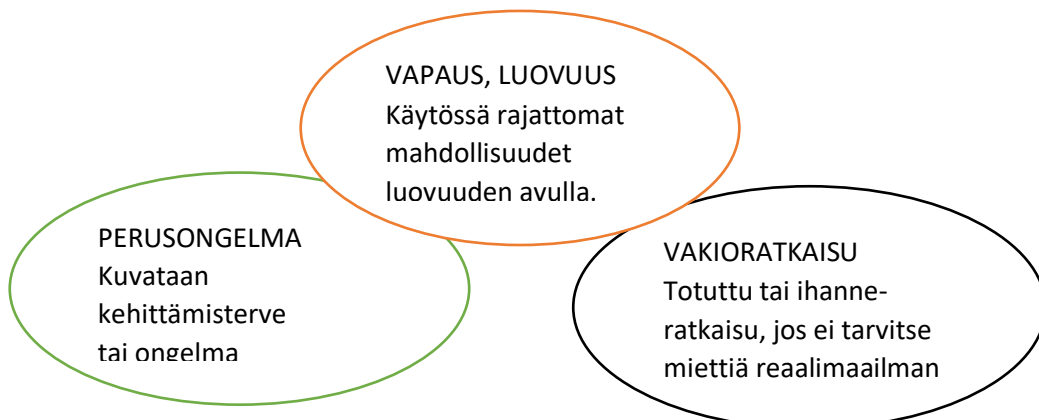 VAPAUS, LUOVUUS
Käytössä rajattomat
mahdollisuudet
luovuuden avulla.
PERUSONGELMA
Kuvataan
kehittämisterve
tai ongelma
VAKIORATKAISU
Totuttu tai ihanne-
ratkaisu, jos ei tarvitse
miettiä reaalimaailman